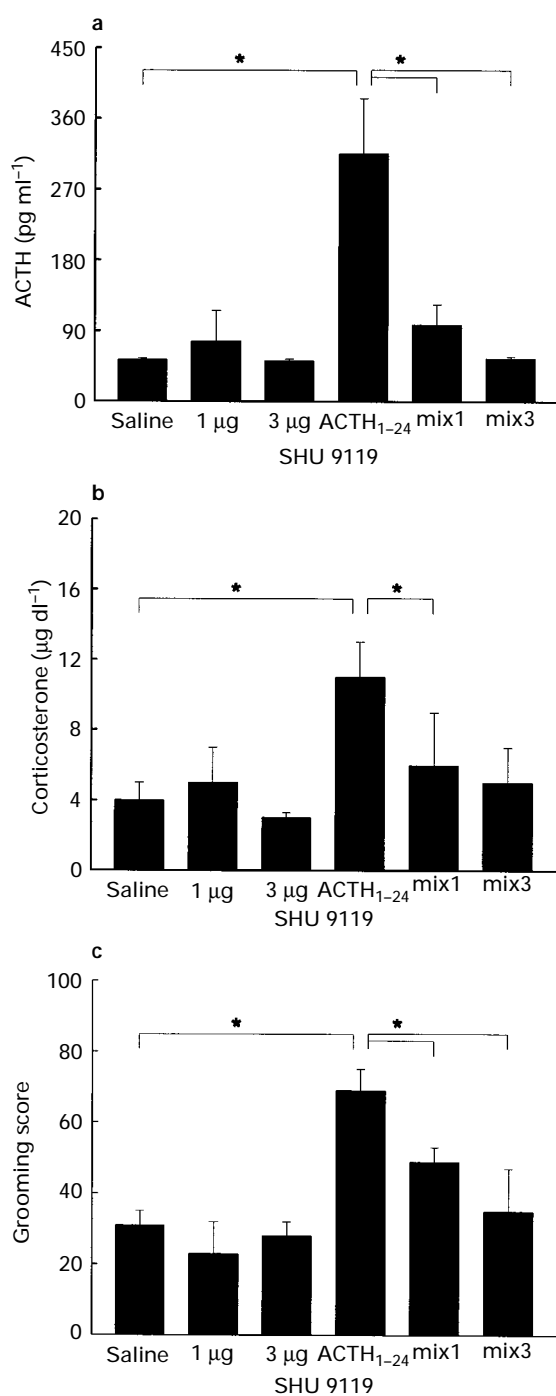 a
ACTH (pg ml⁻¹)
450
360
270
180
90
0
* *
Saline 1 µg 3 µg ACTH₁₋₂₄ mix1 mix3
SHU 9119
b
Corticosterone (µg dl⁻¹)
20
16
12
8
4
0
* *
Saline 1 µg 3 µg ACTH₁₋₂₄ mix1 mix3
SHU 9119
c
Grooming score
100
80
60
40
20
0
* *
Saline 1 µg 3 µg ACTH₁₋₂₄ mix1 mix3
SHU 9119